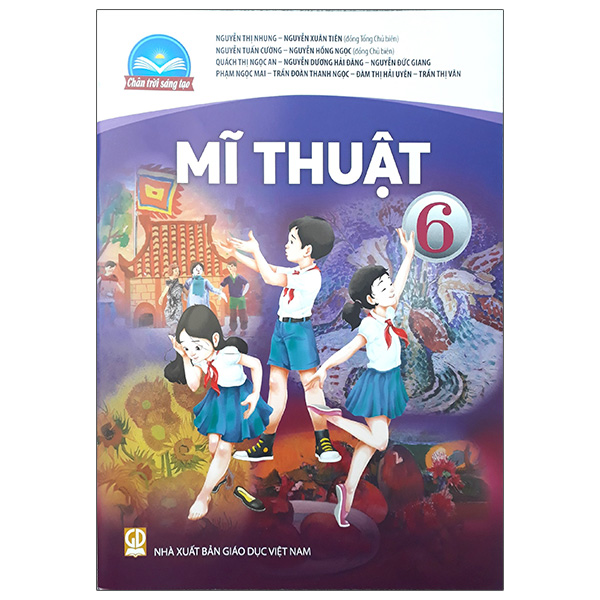 NGUYỄN THỊ NHUNG – NGUYỄN XUÂN TIÊN (đồng Tổng Chủ biên)
NGUYỄN TUẤN CƯỜNG – NGUYỄN HỒNG NGỌC (đồng Chủ biên)
QUÁCH THỊ NGỌC AN – NGUYỄN DƯƠNG HẢI ĐĂNG – NGUYỄN ĐỨC GIANG
PHẠM NGỌC MAI – TRẦN ĐOÀN THANH NGỌC – ĐÀM THỊ HẢI UYÊN – TRẦN THỊ VÂN
Chân trời sáng tạo
MĨ THUẬT
6
GD
NHÀ XUẤT BẢN GIÁO DỤC VIỆT NAM